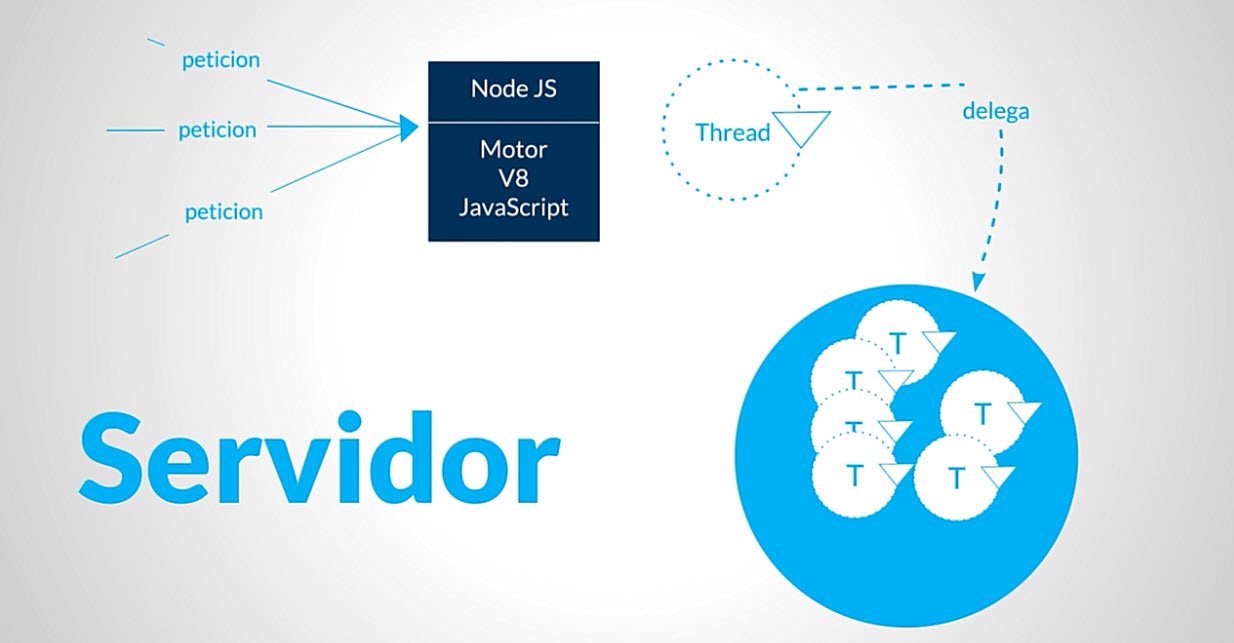 peticion
peticion
peticion
Node JS
Motor
V8
JavaScript
Thread
delega
T
T
T
T
T
T
Servidor